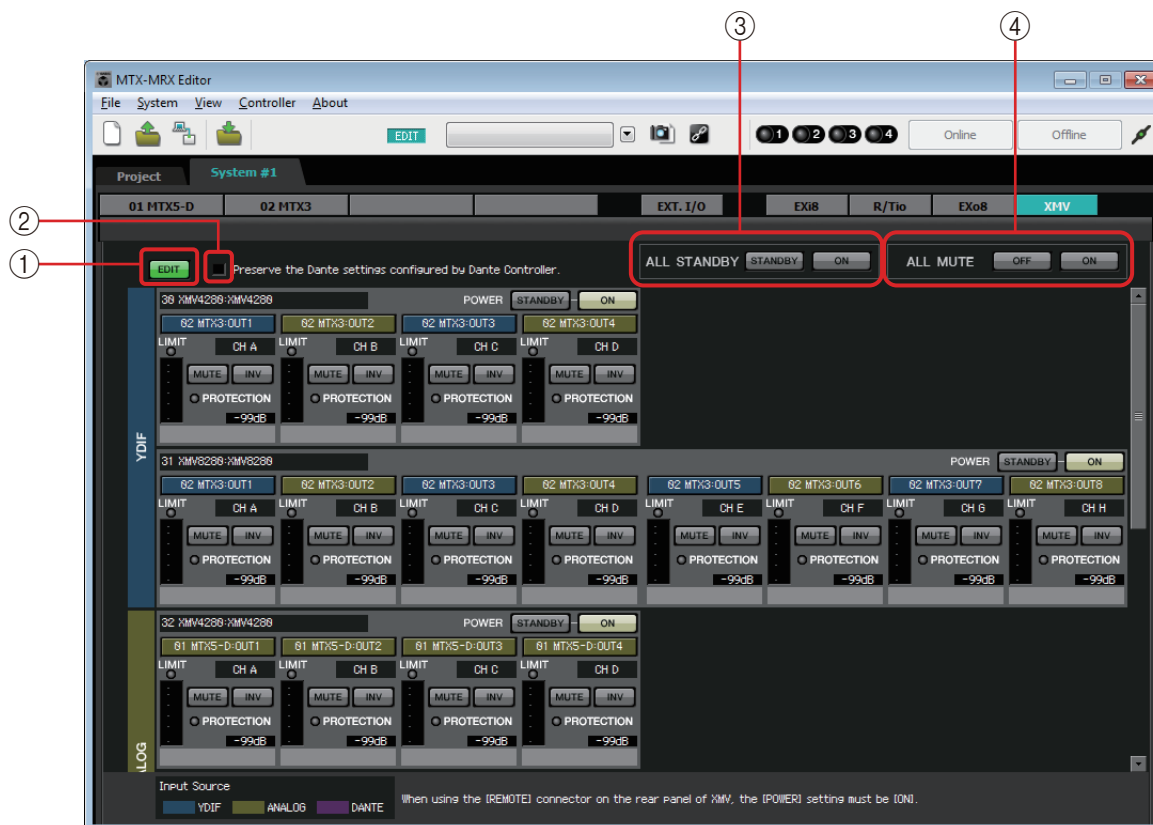 ③ ④
MTX-MRX Editor
File System View Controller About
EDIT 1 2 3 4 Online Offline
Project System #1
01 MTX5-D 02 MTX3 EXT. I/O EXi8 R/Tio EXo8 XMV
②
①
EDIT Preserve the Dante settings configured by Dante Controller. ALL STANDBY STANDBY ON ALL MUTE OFF ON
YDIF
30 XMV4280:XMV4280 POWER STANDBY ON
02 MTX3:OUT1 02 MTX3:OUT2 02 MTX3:OUT3 02 MTX3:OUT4
LIMIT CH A LIMIT CH B LIMIT CH C LIMIT CH D
MUTE INV MUTE INV MUTE INV MUTE INV
PROTECTION PROTECTION PROTECTION PROTECTION
-99dB -99dB -99dB -99dB
31 XMV8280:XMV8280 POWER STANDBY ON
02 MTX3:OUT1 02 MTX3:OUT2 02 MTX3:OUT3 02 MTX3:OUT4 02 MTX3:OUT5 02 MTX3:OUT6 02 MTX3:OUT7 02 MTX3:OUT8
LIMIT CH A LIMIT CH B LIMIT CH C LIMIT CH D LIMIT CH E LIMIT CH F LIMIT CH G LIMIT CH H
MUTE INV MUTE INV MUTE INV MUTE INV MUTE INV MUTE INV MUTE INV MUTE INV
PROTECTION PROTECTION PROTECTION PROTECTION PROTECTION PROTECTION PROTECTION PROTECTION
-99dB -99dB -99dB -99dB -99dB -99dB -99dB -99dB
32 XMV4280:XMV4280 POWER STANDBY ON
01 MTX5-D:OUT1 01 MTX5-D:OUT2 01 MTX5-D:OUT3 01 MTX5-D:OUT4
LIMIT CH A LIMIT CH B LIMIT CH C LIMIT CH D
MUTE INV MUTE INV MUTE INV MUTE INV
PROTECTION PROTECTION PROTECTION PROTECTION
-99dB -99dB -99dB -99dB
ALOG
Input Source
YDIF ANALOG DANTE When using the [REMOTE] connector on the rear panel of XMV, the [POWER] setting must be [ON].